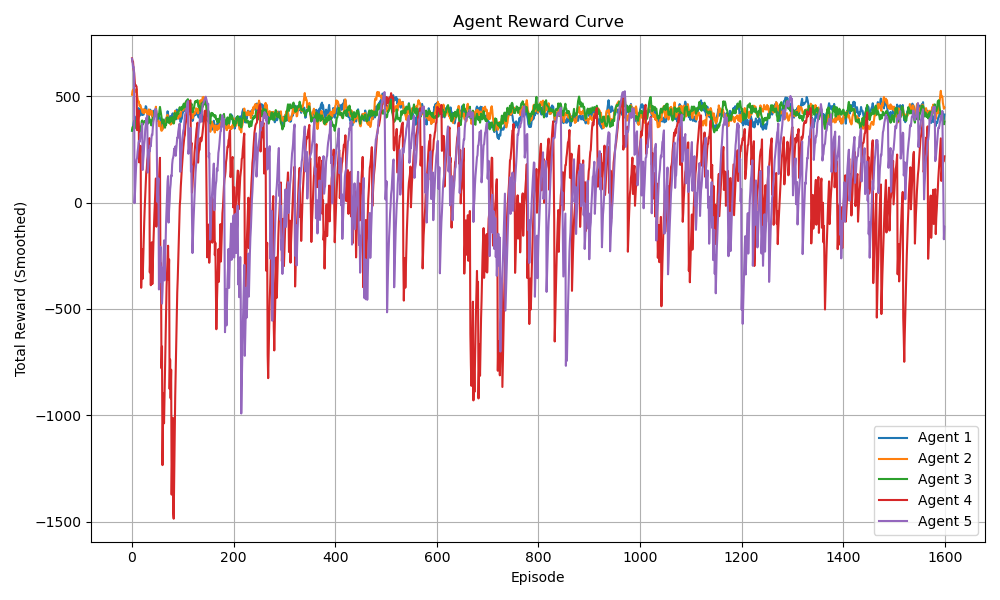 Agent Reward Curve
Total Reward (Smoothed)
500
0
−500
−1000
−1500
0 200 400 600 800 1000 1200 1400 1600
Episode
Agent 1
Agent 2
Agent 3
Agent 4
Agent 5